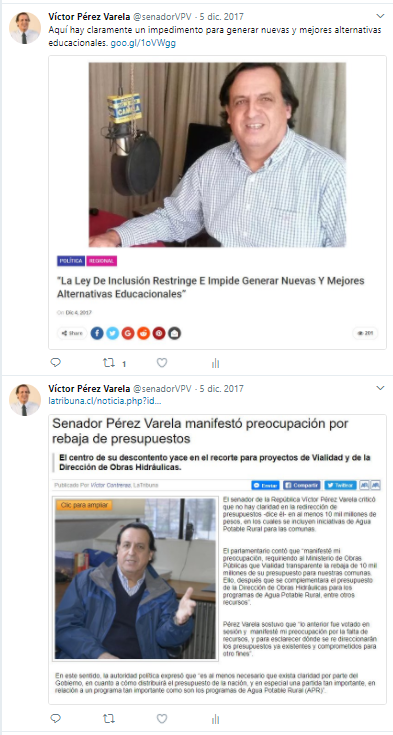 Víctor Pérez Varela @senadorVPV · 5 dic. 2017
Aquí hay claramente un impedimento para generar nuevas y mejores alternativas
educacionales. goo.gl/1oVWgg
POLÍTICA REGIONAL
"La Ley De Inclusión Restringe E Impide Generar Nuevas Y Mejores
Alternativas Educacionales"
On Dic 4, 2017
Share
201
1
Víctor Pérez Varela @senadorVPV · 5 dic. 2017
latribuna.cl/noticia.php?id...
Senador Pérez Varela manifestó preocupación por
rebaja de presupuestos
El centro de su descontento yace en el recorte para proyectos de Vialidad y de la
Dirección de Obras Hidráulicas.
Publicado Por Víctor Contreras, LaTribuna
Enviar Compartir Twittear
Clic para ampliar
El senador de la República Víctor Pérez Varela criticó
que no hay claridad en la redirección de
presupuestos -dice él- en al menos 10 mil millones de
pesos, en los cuales se incluyen iniciativas de Agua
Potable Rural para las comunas.
El parlamentario contó que "manifesté mi
preocupación, requiriendo al Ministerio de Obras
Públicas que Vialidad transparente la rebaja de 10 mil
millones de su presupuesto para nuestras comunas.
Ello, después que se complementara el presupuesto
de la Dirección de Obras Hidráulicas para los
programas de Agua Potable Rural, entre otros
recursos".
Pérez Varela sostuvo que "lo anterior fue votado en
sesión y manifesté mi preocupación por la falta de
recursos, y para esclarecer dónde se re direccionarán
los presupuestos ya existentes y comprometidos para
otro fines".
En este sentido, la autoridad política expresó que "es al menos necesario que exista claridad por parte del
Gobierno, en cuanto a cómo distribuirá el presupuesto de la nación, y en especial una partida tan importante, en
relación a un programa tan importante como son los programas de Agua Potable Rural (APR)".